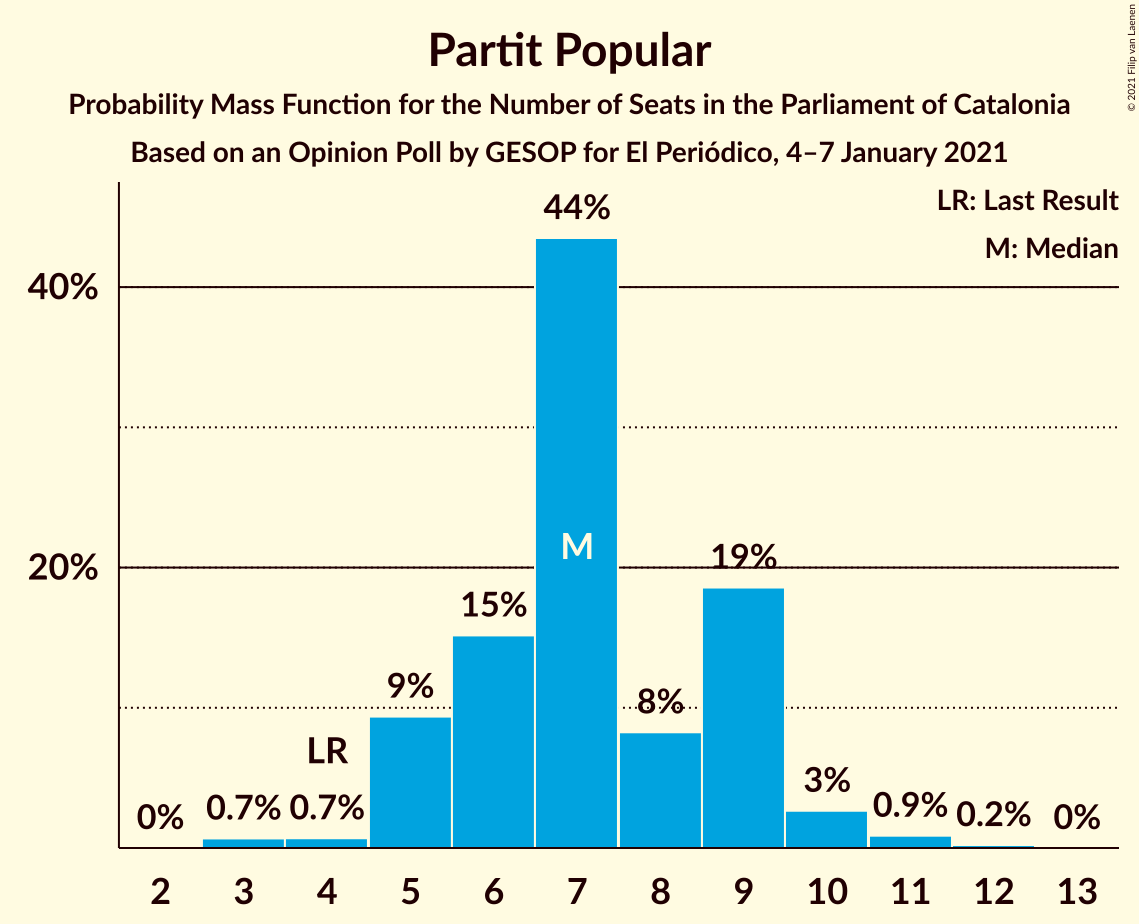 Partit Popular
Probability Mass Function for the Number of Seats in the Parliament of Catalonia
Based on an Opinion Poll by GESOP for El Periódico, 4–7 January 2021
© 2021 Filip van Laenen
LR: Last Result
M: Median
44%
40%
M
20%
19%
15%
9%
8%
LR
3%
0% 0.7% 0.7% 0.9% 0.2% 0%
2 3 4 5 6 7 8 9 10 11 12 13